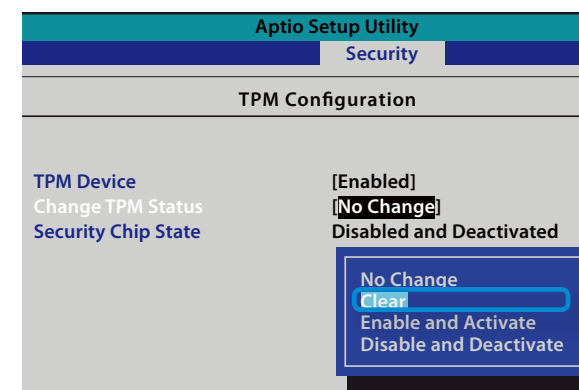 Aptio Setup Utility
Security
TPM Configuration
TPM Device [Enabled]
Change TPM Status [No Change]
Security Chip State Disabled and Deactivated
No Change
Clear
Enable and Activate
Disable and Deactivate